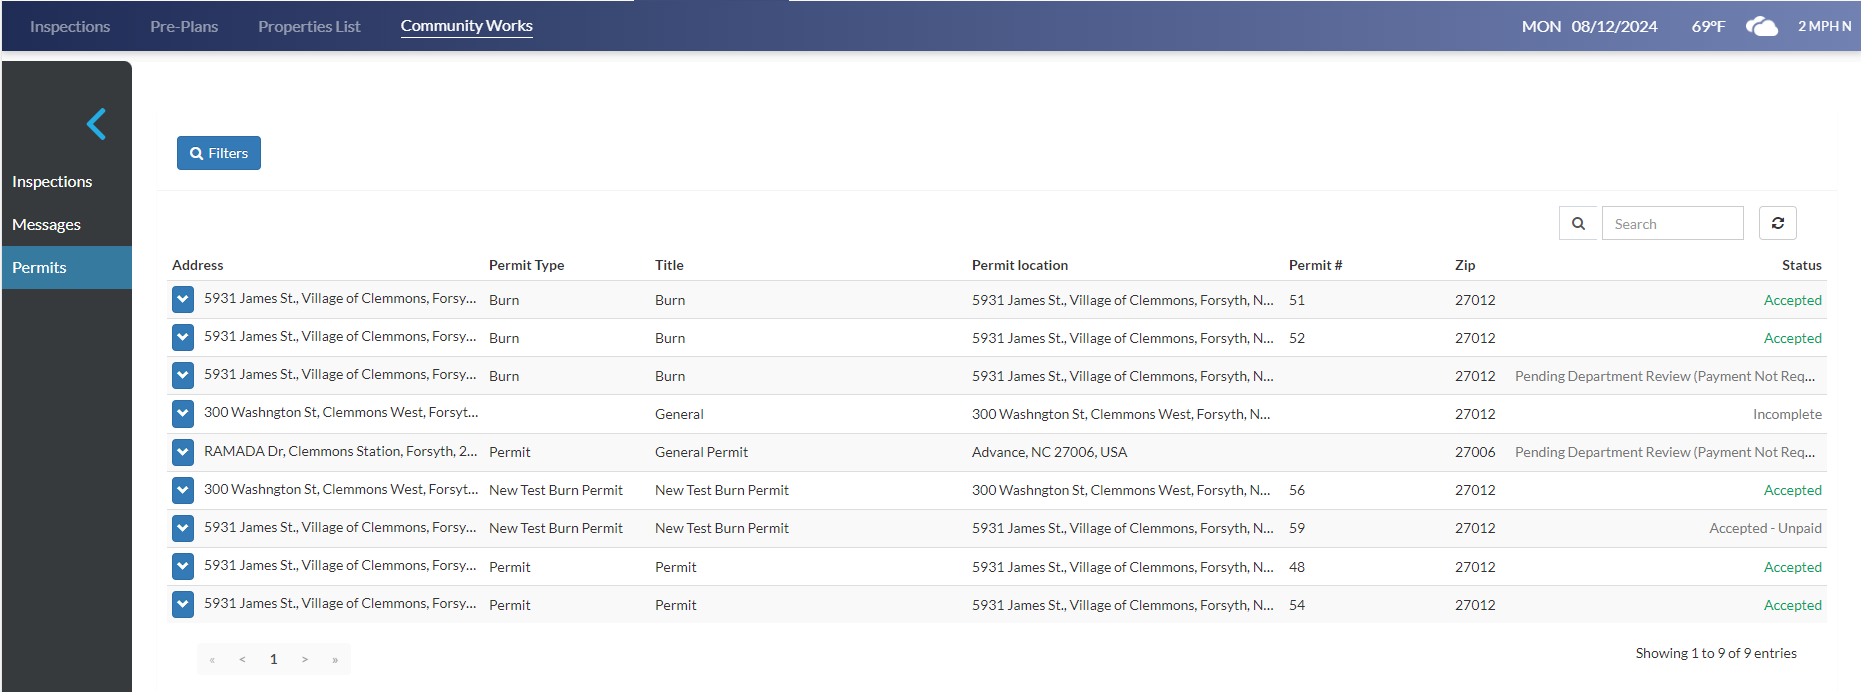 Inspections Pre-Plans Properties List Community Works MON 08/12/2024 69°F 2 MPH N
Filters
Inspections
Messages
Permits
Search
Address Permit Type Title Permit location Permit # Zip Status
5931 James St., Village of Clemmons, Forsy... Burn Burn 5931 James St., Village of Clemmons, Forsyth, N... 51 27012 Accepted
5931 James St., Village of Clemmons, Forsy... Burn Burn 5931 James St., Village of Clemmons, Forsyth, N... 52 27012 Accepted
5931 James St., Village of Clemmons, Forsy... Burn Burn 5931 James St., Village of Clemmons, Forsyth, N... 27012 Pending Department Review (Payment Not Req...
300 Washngton St, Clemmons West, Forsyt... General 300 Washngton St, Clemmons West, Forsyth, N... 27012 Incomplete
RAMADA Dr, Clemmons Station, Forsyth, 2... Permit General Permit Advance, NC 27006, USA 27006 Pending Department Review (Payment Not Req...
300 Washngton St, Clemmons West, Forsyt... New Test Burn Permit New Test Burn Permit 300 Washngton St, Clemmons West, Forsyth, N... 56 27012 Accepted
5931 James St., Village of Clemmons, Forsy... New Test Burn Permit New Test Burn Permit 5931 James St., Village of Clemmons, Forsyth, N... 59 27012 Accepted - Unpaid
5931 James St., Village of Clemmons, Forsy... Permit Permit 5931 James St., Village of Clemmons, Forsyth, N... 48 27012 Accepted
5931 James St., Village of Clemmons, Forsy... Permit Permit 5931 James St., Village of Clemmons, Forsyth, N... 54 27012 Accepted
« < 1 > » Showing 1 to 9 of 9 entries